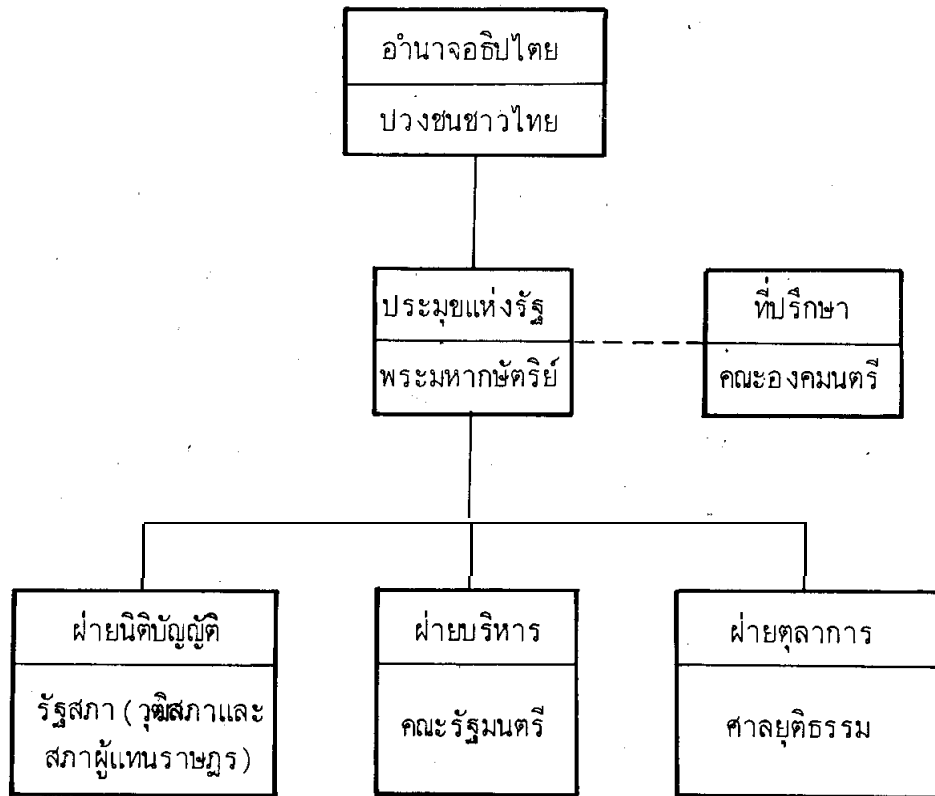 อำนาจอธิปไตย
ปวงชนชาวไทย
ประมุขแห่งรัฐ
พระมหากษัตริย์
ที่ปรึกษา
คณะองคมนตรี
ฝ่ายนิติบัญญัติ
รัฐสภา (วุฒิสภาและ
สภาผู้แทนราษฎร)
ฝ่ายบริหาร
คณะรัฐมนตรี
ฝ่ายตุลาการ
ศาลยุติธรรม